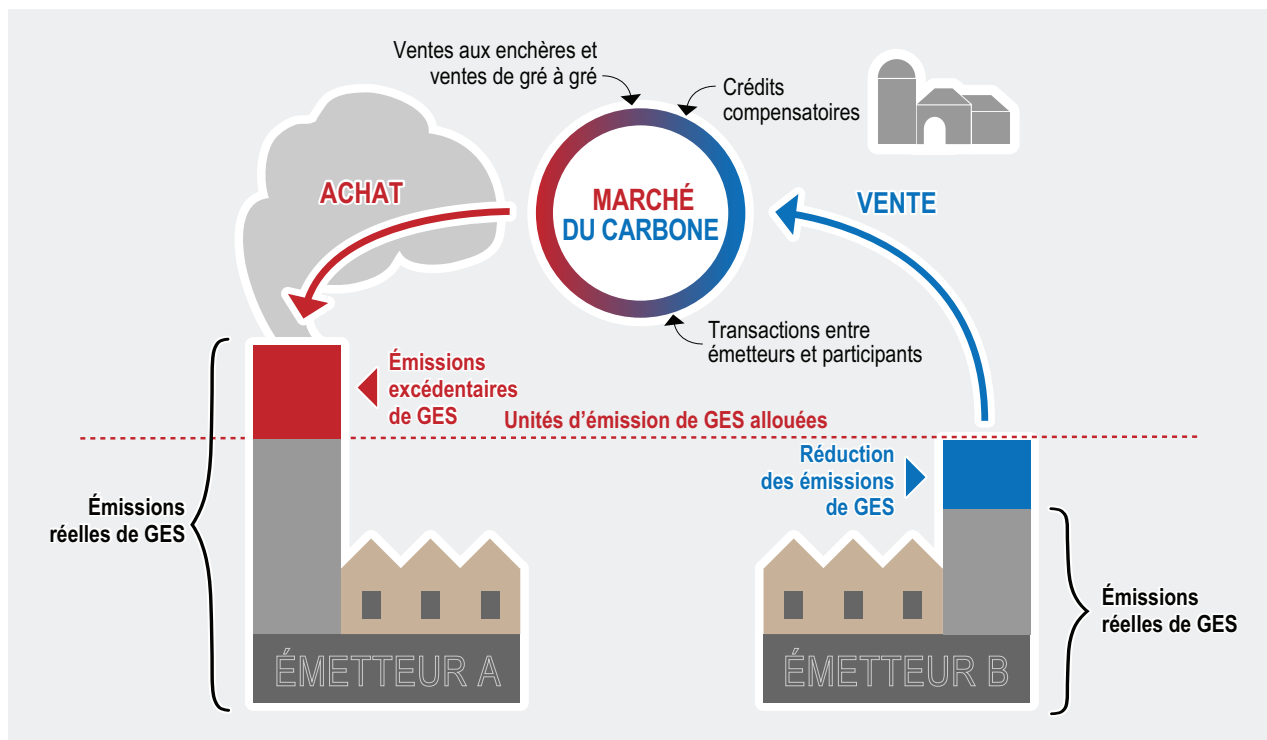 Ventes aux enchères et
ventes de gré à gré
Crédits
compensatoires
ACHAT
MARCHÉ
DU CARBONE
VENTE
Transactions entre
émetteurs et participants
Émissions
excédentaires
de GES
Unités d’émission de GES allouées
Réduction
des émissions
de GES
Émissions
réelles de GES
Émissions
réelles de GES
ÉMETTEUR A
ÉMETTEUR B